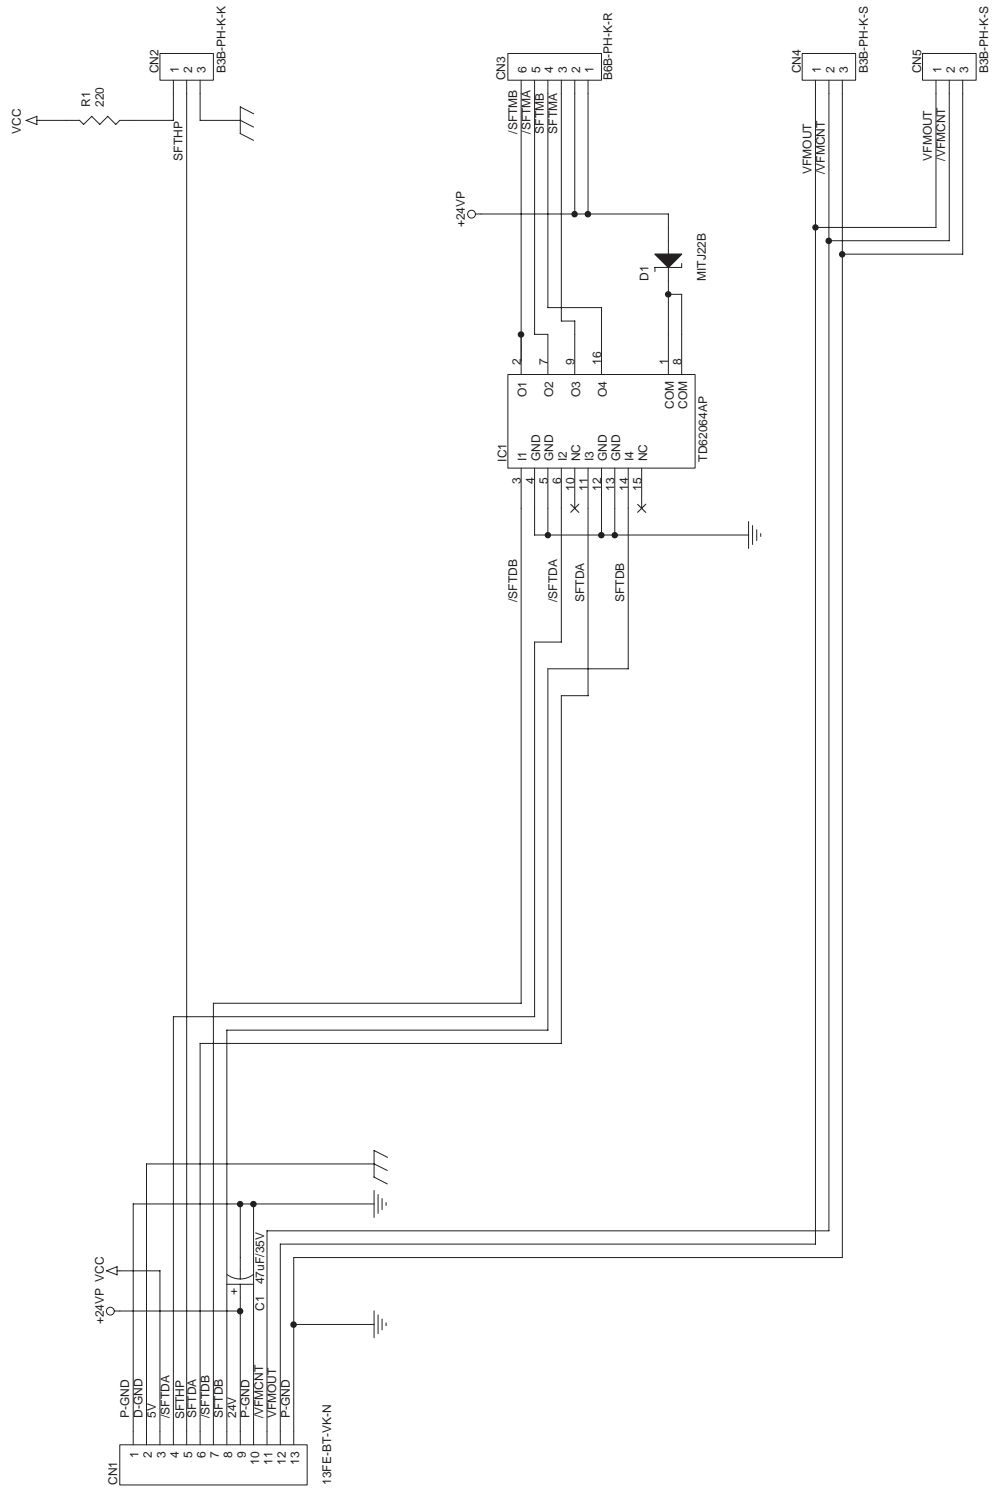 VCC
R1
220
SFTHP
CN2
1
2
3
B3B-PH-K-K
CN3
6
5
4
3
2
1
B6B-PH-K-R
/SFTMB
/SFTMA
SFTMB
SFTMA
+24VP
D1
MITJ22B
CN4
1
2
3
B3B-PH-K-S
VFMOUT
/VFMCNT
CN5
1
2
3
B3B-PH-K-S
VFMOUT
/VFMCNT
IC1
TD62064AP
2
7
9
16
1
8
O1
O2
O3
O4
COM
COM
I1
GND
GND
I2
NC
I3
GND
GND
I4
NC
3
4
5
6
10
11
12
13
14
15
/SFTDB
/SFTDA
SFTDA
SFTDB
+24VP
VCC
C1
+
47uF/35V
P-GND
D-GND
5V
/SFTDA
SFTHP
SFTDA
/SFTDB
SFTDB
24V
P-GND
/VFMCNT
VFMOUT
P-GND
CN1
1
2
3
4
5
6
7
8
9
10
11
12
13
13FE-BT-VK-N